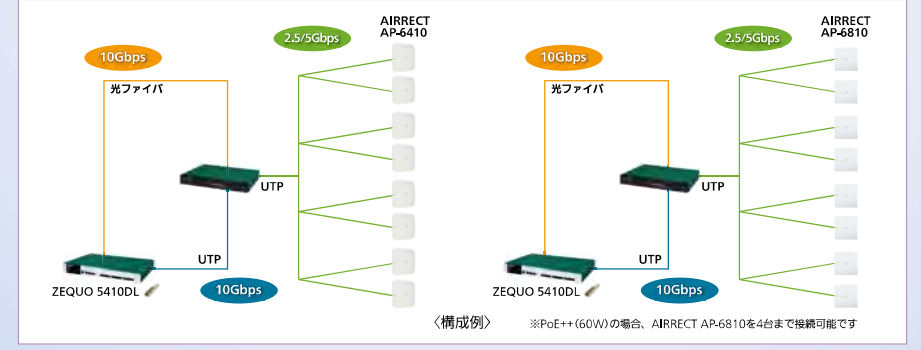 AIRRECT
AP-6410
2.5/5Gbps
10Gbps
光ファイバ
UTP
UTP
ZEQUO 5410DL
10Gbps
AIRRECT
AP-6810
2.5/5Gbps
10Gbps
光ファイバ
UTP
UTP
ZEQUO 5410DL
10Gbps
〈構成例〉
※PoE++(60W)の場合、AIRRECT AP-6810を4台まで接続可能です